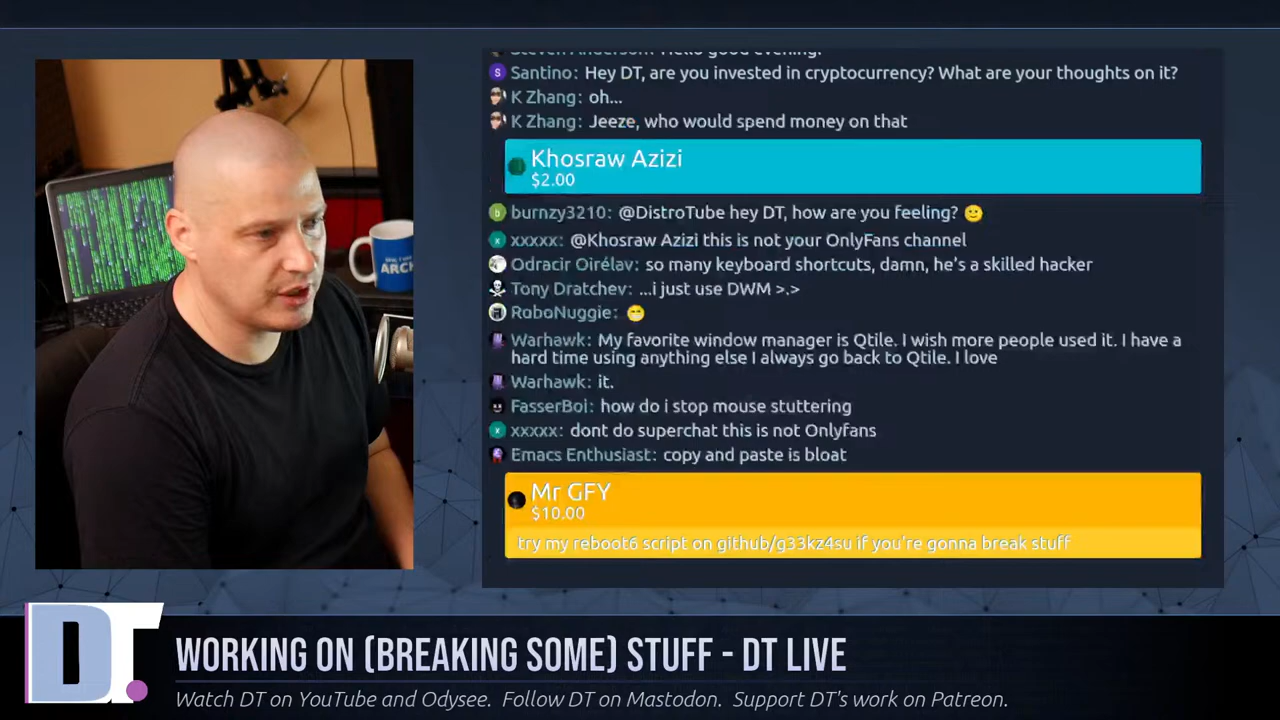 Steven Anderson: Hello good evening!
Santino: Hey DT, are you invested in cryptocurrency? What are your thoughts on it?
K Zhang: oh...
K Zhang: Jeeze, who would spend money on that
Khosraw Azizi
$2.00
burnzy3210: @DistroTube hey DT, how are you feeling? 🙂
xxxxx: @Khosraw Azizi this is not your OnlyFans channel
Odracir Oirélav: so many keyboard shortcuts, damn, he's a skilled hacker
Tony Dratchev: ...i just use DWM >.>
RoboNuggie: 😁
Warhawk: My favorite window manager is Qtile. I wish more people used it. I have a
hard time using anything else I always go back to Qtile. I love
Warhawk: it.
FasserBoi: how do i stop mouse stuttering
xxxxx: dont do superchat this is not Onlyfans
Emacs Enthusiast: copy and paste is bloat
Mr GFY
$10.00
try my reboot6 script on github/g33kz4su if you're gonna break stuff
ARCH
DT.
WORKING ON (BREAKING SOME) STUFF - DT LIVE
Watch DT on YouTube and Odysee. Follow DT on Mastodon. Support DT's work on Patreon.